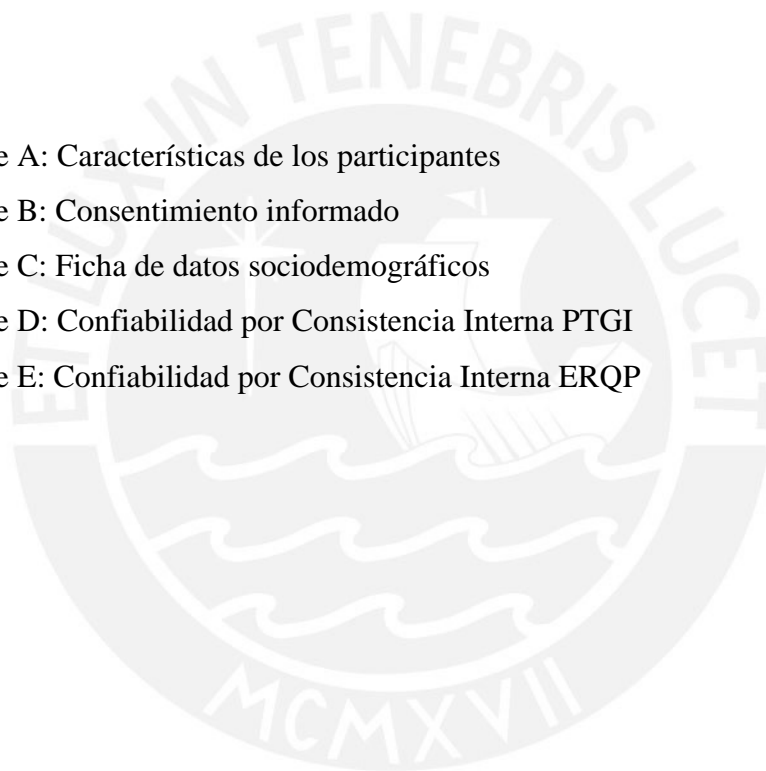 ET LUX IN TENEBRIS LUCET
e A: Características de los participantes
e B: Consentimiento informado
e C: Ficha de datos sociodemográficos
e D: Confiabilidad por Consistencia Interna PTGI
e E: Confiabilidad por Consistencia Interna ERQP
MCMXVII